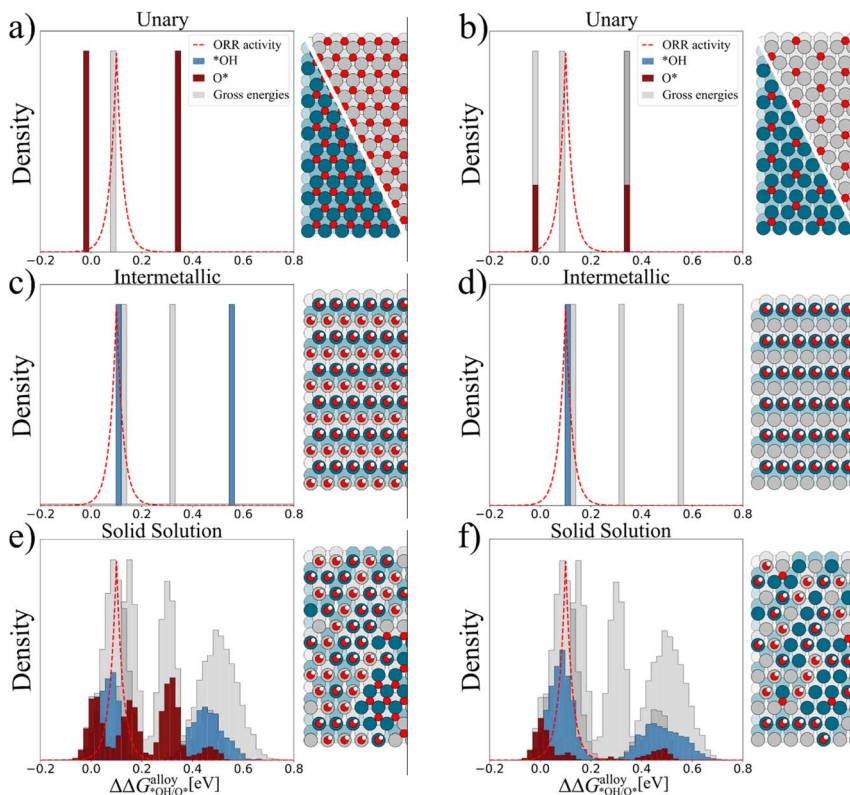 a)
Unary
ORR activity
*OH
O*
Gross energies
Density
−0.2 0.0 0.2 0.4 0.6 0.8
b)
Unary
ORR activity
*OH
O*
Gross energies
Density
−0.2 0.0 0.2 0.4 0.6 0.8
c)
Intermetallic
Density
−0.2 0.0 0.2 0.4 0.6 0.8
d)
Intermetallic
Density
−0.2 0.0 0.2 0.4 0.6 0.8
e)
Solid Solution
Density
−0.2 0.0 0.2 0.4 0.6 0.8
ΔΔG^alloy_*OH/O* [eV]
f)
Solid Solution
Density
−0.2 0.0 0.2 0.4 0.6 0.8
ΔΔG^alloy_*OH/O* [eV]